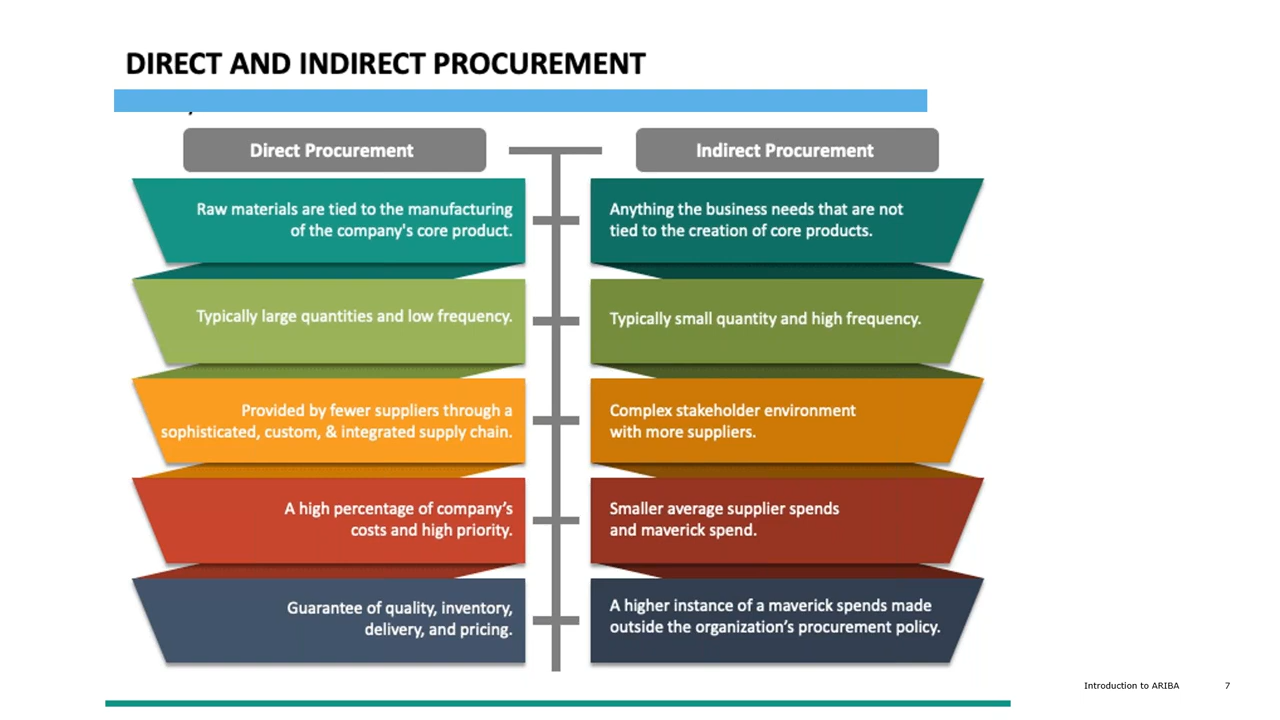 DIRECT AND INDIRECT PROCUREMENT
Direct Procurement
Indirect Procurement
Raw materials are tied to the manufacturing
of the company's core product.
Anything the business needs that are not
tied to the creation of core products.
Typically large quantities and low frequency.
Typically small quantity and high frequency.
Provided by fewer suppliers through a
sophisticated, custom, & integrated supply chain.
Complex stakeholder environment
with more suppliers.
A high percentage of company’s
costs and high priority.
Smaller average supplier spends
and maverick spend.
Guarantee of quality, inventory,
delivery, and pricing.
A higher instance of a maverick spends made
outside the organization’s procurement policy.
Introduction to ARIBA
7